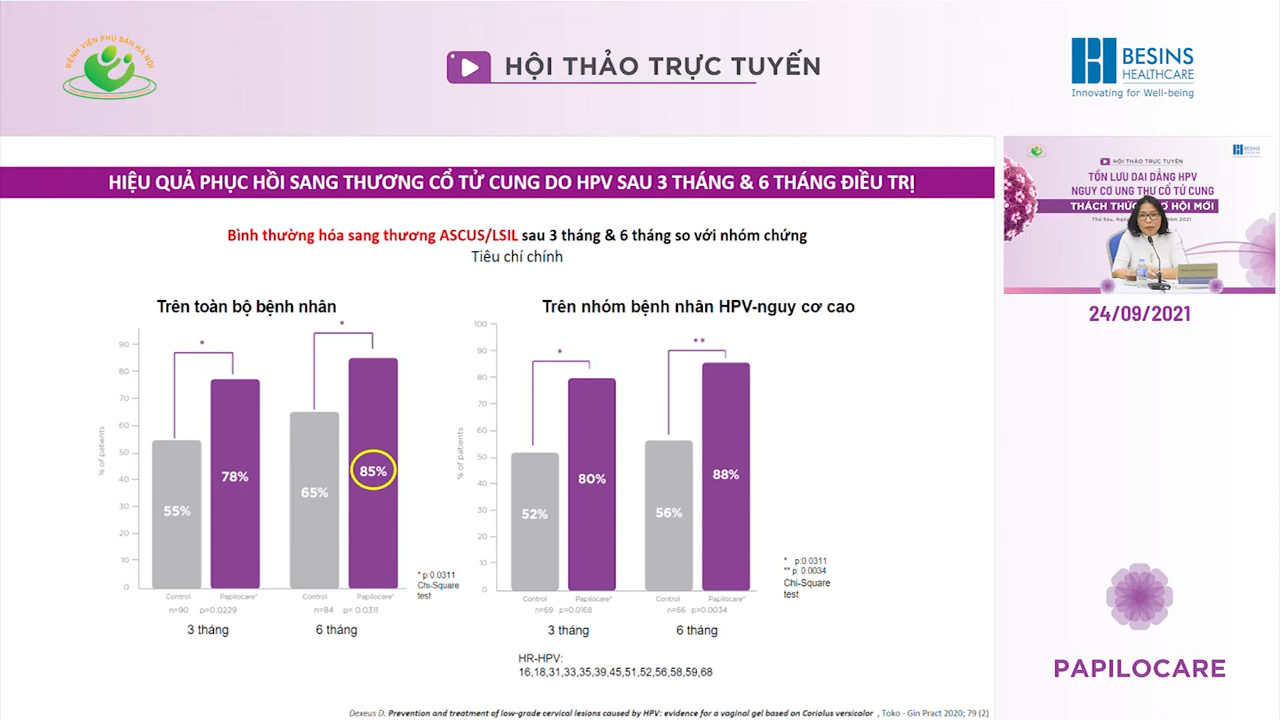 BỆNH VIỆN PHỤ SẢN HÀ NỘI
HỘI THẢO TRỰC TUYẾN
BESINS
HEALTHCARE
Innovating for Well-being
HIỆU QUẢ PHỤC HỒI SANG THƯƠNG CỔ TỬ CUNG DO HPV SAU 3 THÁNG & 6 THÁNG ĐIỀU TRỊ
Bình thường hóa sang thương ASCUS/LSIL sau 3 tháng & 6 tháng so với nhóm chứng
Tiêu chí chính
Trên toàn bộ bệnh nhân
% of patients
90
80
70
60
50
40
30
20
10
0
*
*
55%
78%
65%
85%
Control
Papilocare®
Control
Papilocare®
n=90 p=0.0229
n=84 p= 0.0311
3 tháng
6 tháng
* p:0.0311
Chi-Square
test
Trên nhóm bệnh nhân HPV-nguy cơ cao
% of patients
100
90
80
70
60
50
40
30
20
10
0
*
**
52%
80%
56%
88%
Control
Papilocare®
Control
Papilocare®
n=69 p=0.0168
n=66 p=0.0034
3 tháng
6 tháng
* p:0.0311
** p: 0.0034
Chi-Square
test
HR-HPV:
16,18,31,33,35,39,45,51,52,56,58,59,68
Dexeus D. Prevention and treatment of low-grade cervical lesions caused by HPV: evidence for a vaginal gel based on Coriolus versicolor , Toko - Gin Pract 2020; 79 (2)
BESINS
HỘI THẢO TRỰC TUYẾN
TỒN LƯU DAI DẲNG HPV
NGUY CƠ UNG THƯ CỔ TỬ CUNG
THÁCH THỨC HỘI MỚI
Thứ Sáu, 2021
24/09/2021
PAPILOCARE